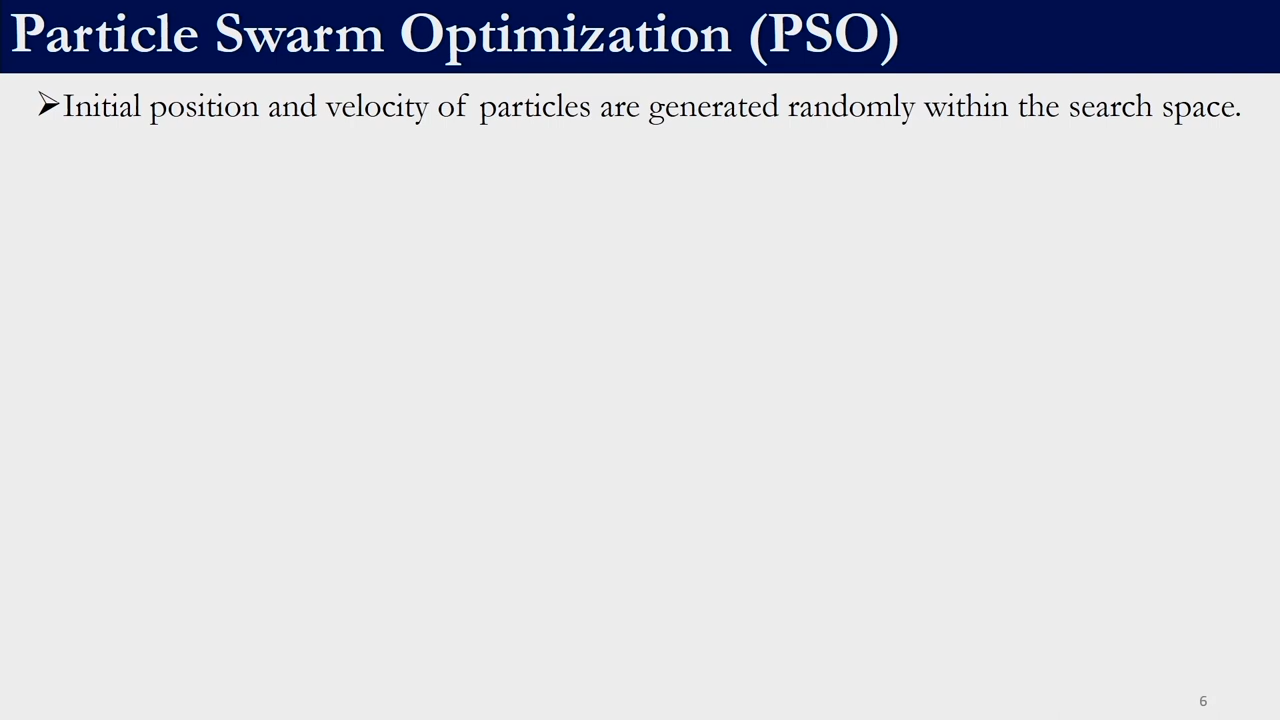 Particle Swarm Optimization (PSO)
➢Initial position and velocity of particles are generated randomly within the search space.
6